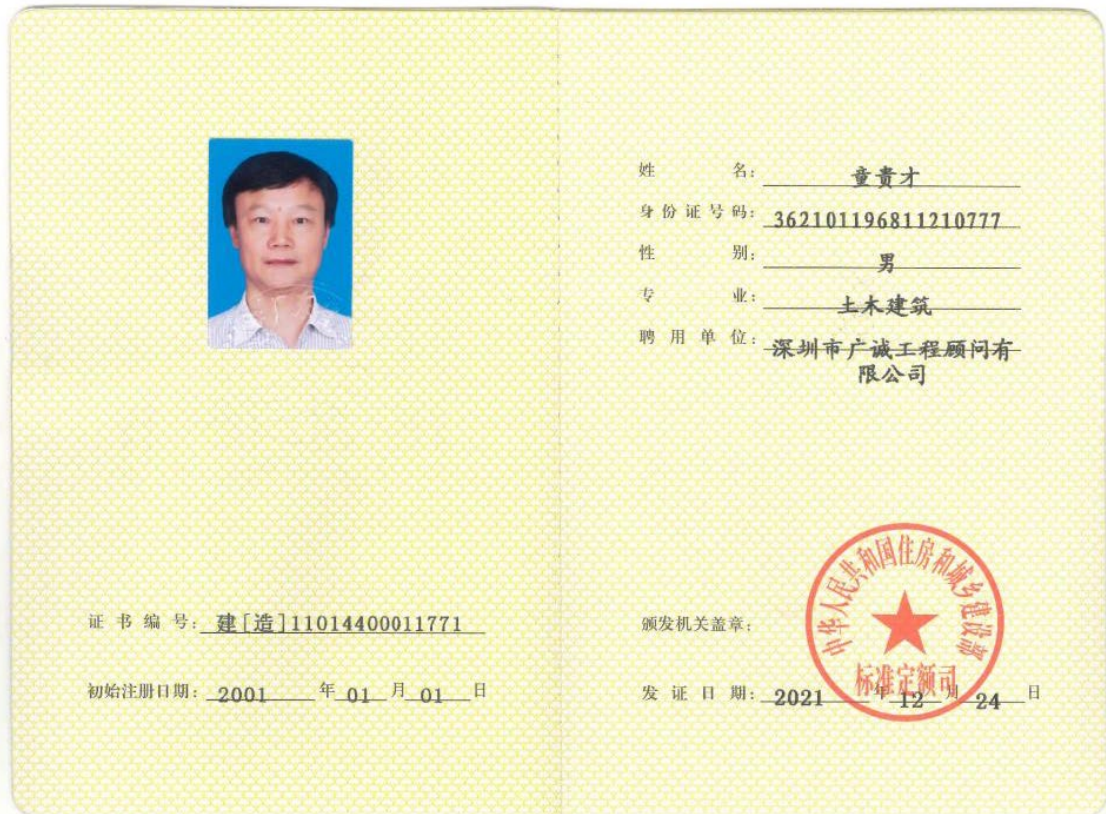 姓名：童贵才
身份证号码：362101196811210777
性别：男
专业：土木建筑
聘用单位：深圳市广诚工程顾问有
限公司
证书编号：建[造]11014400011771
初始注册日期：2001年01月01日
颁发机关盖章：
中华人民共和国住房和城乡建设部
标准定额司
发证日期：2021年12月24日